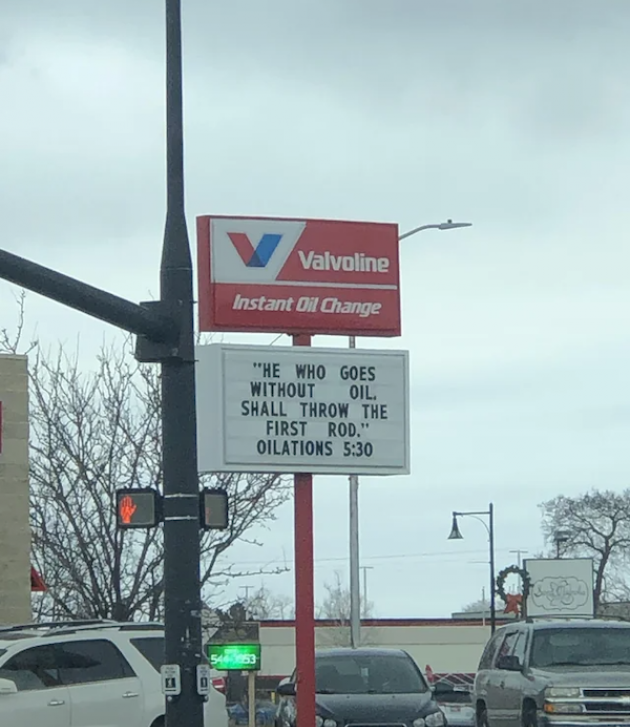 Valvoline
Instant Oil Change
"HE WHO GOES
WITHOUT OIL.
SHALL THROW THE
FIRST ROD."
OILATIONS 5:30